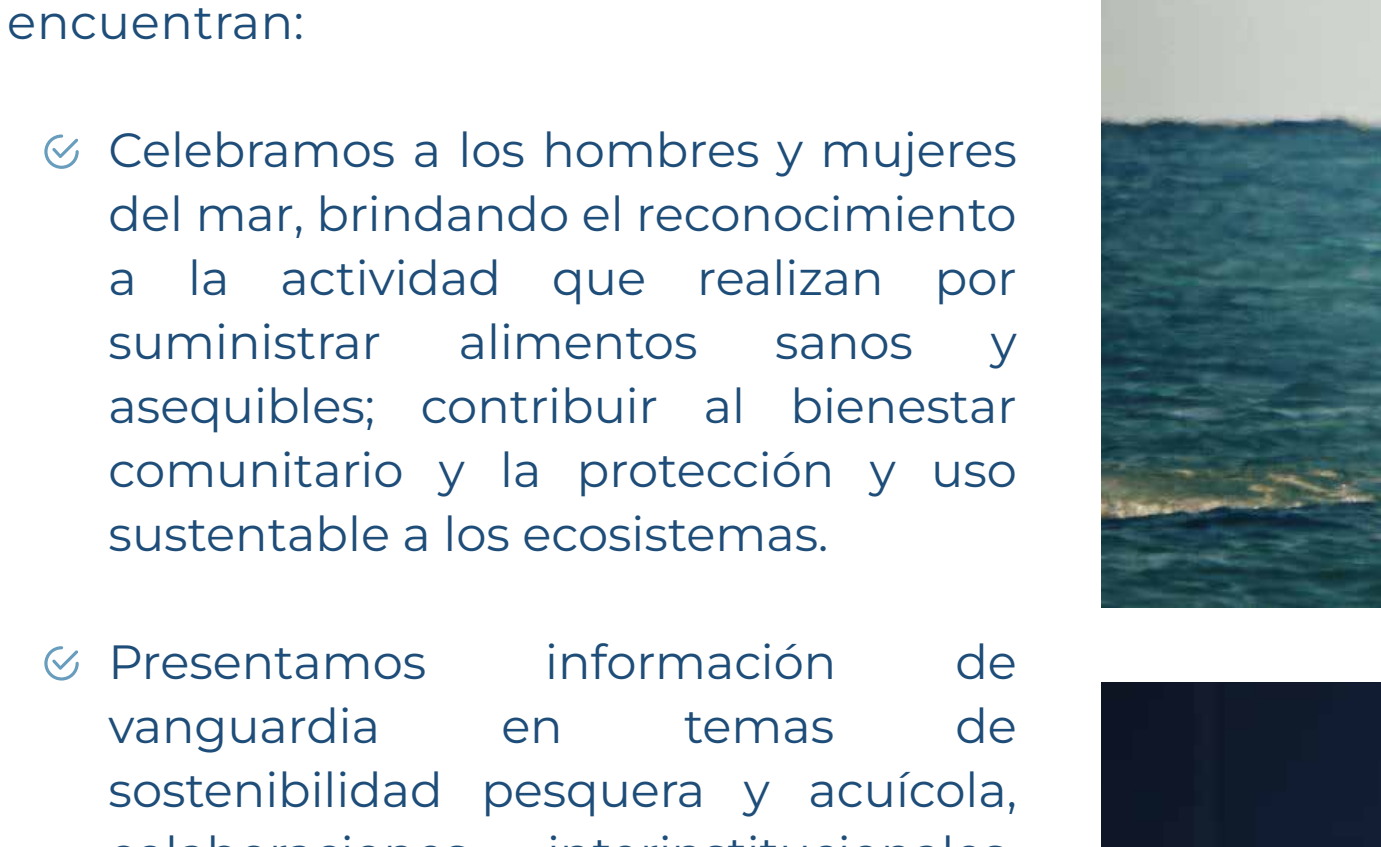 encuentran:
Celebramos a los hombres y mujeres
del mar, brindando el reconocimiento
a la actividad que realizan por
suministrar alimentos sanos y
asequibles; contribuir al bienestar
comunitario y la protección y uso
sustentable a los ecosistemas.
Presentamos información de
vanguardia en temas de
sostenibilidad pesquera y acuícola,
colaboraciones interinstitucionales,